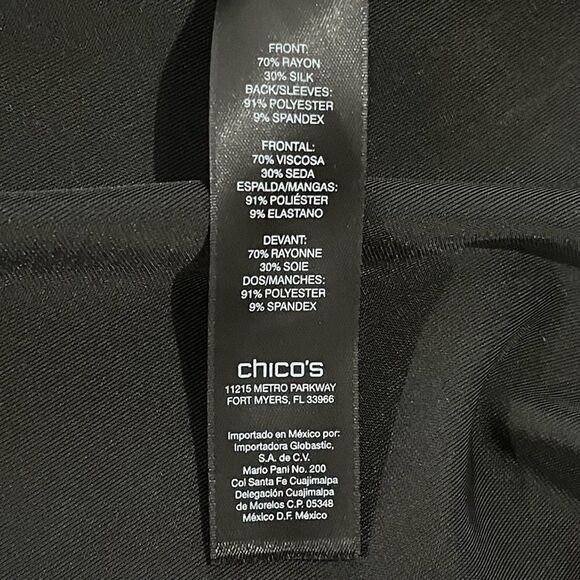 FRONT:
70% RAYON
30% SILK
BACK/SLEEVES:
91% POLYESTER
9% SPANDEX
FRONTAL:
70% VISCOSA
30% SEDA
ESPALDA/MANGAS:
91% POLIÉSTER
9% ELASTANO
DEVANT:
70% RAYONNE
30% SOIE
DOS/MANCHES:
91% POLYESTER
9% SPANDEX
chico's
11215 METRO PARKWAY
FORT MYERS, FL 33966
Importado en México por:
Importadora Globastic,
S.A. de C.V.
Mario Pani No. 200
Col Santa Fe Cuajimalpa
Delegación Cuajimalpa
de Morelos C.P. 05348
México D.F. México